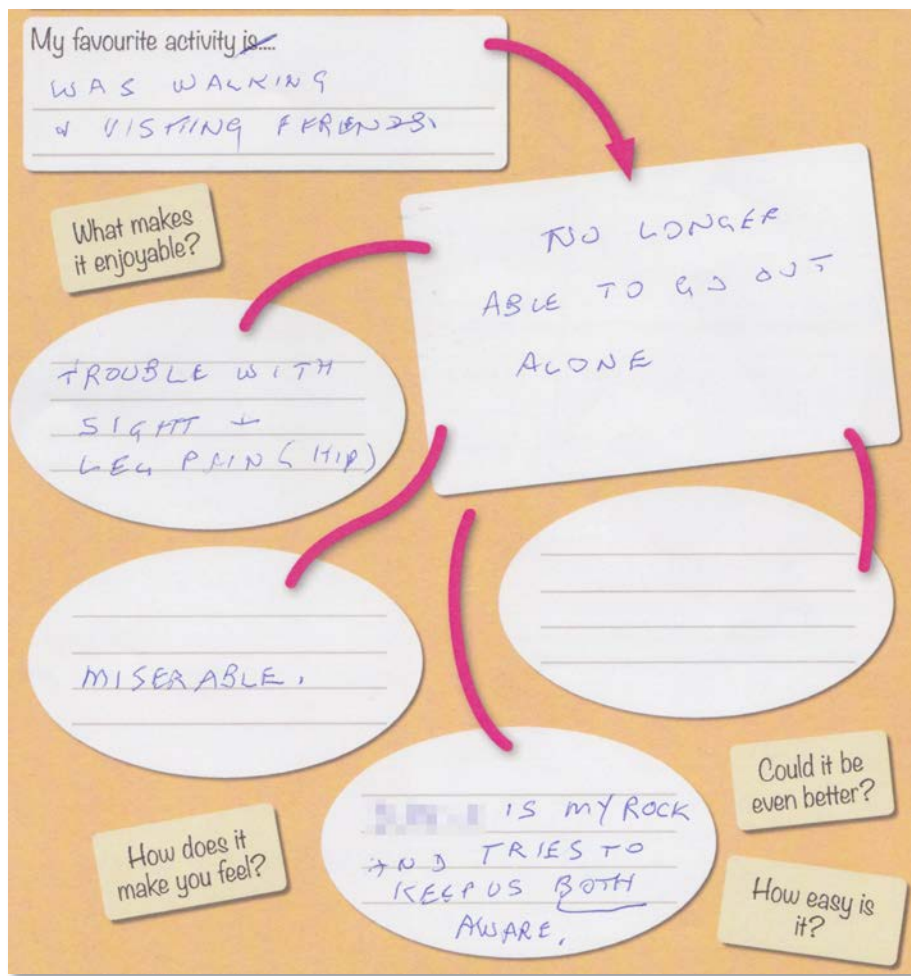 My favourite activity is....
WAS WALKING
& VISTING FERENDS.
NO LONGER
ABLE TO GO OUT
ALONE
What makes
it enjoyable?
TROUBLE WITH
SIGHT +
LEG PAIN (HIP)
MISERABLE.
IS MY ROCK
AND TRIES TO
KEEP US BOTH
AWARE.
Could it be
even better?
How does it
make you feel?
How easy is
it?